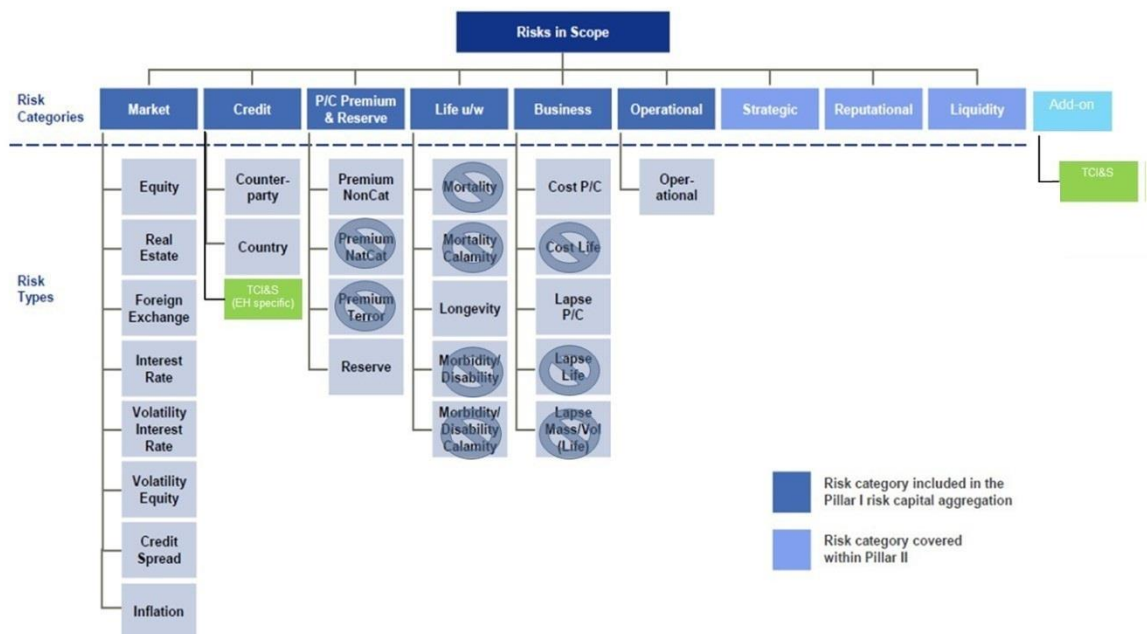 Risks in Scope
Risk
Categories
Market
Credit
P/C Premium
& Reserve
Life u/w
Business
Operational
Strategic
Reputational
Liquidity
Add-on
Risk
Types
Equity
Real
Estate
Foreign
Exchange
Interest
Rate
Volatility
Interest
Rate
Volatility
Equity
Credit
Spread
Inflation
Counter-
party
Country
TCI&S
(EH specific)
Premium
NonCat
Premium
NatCat
Premium
Terror
Reserve
Mortality
Mortality
Calamity
Longevity
Morbidity/
Disability
Morbidity/
Disability
Calamity
Cost P/C
Cost Life
Lapse
P/C
Lapse
Life
Lapse
Mass/Vol
(Life)
Oper-
ational
TCI&S
Risk category included in the
Pillar I risk capital aggregation
Risk category covered
within Pillar II